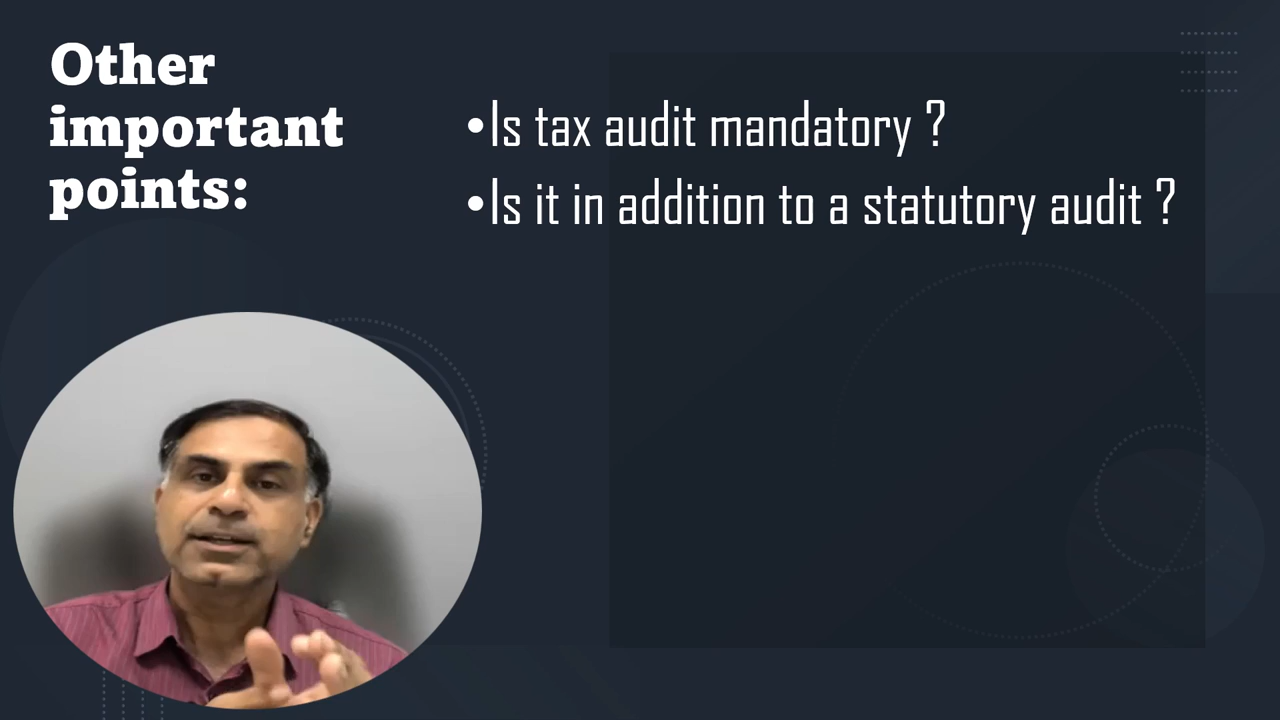 Other
important
points:
•Is tax audit mandatory ?
•Is it in addition to a statutory audit ?